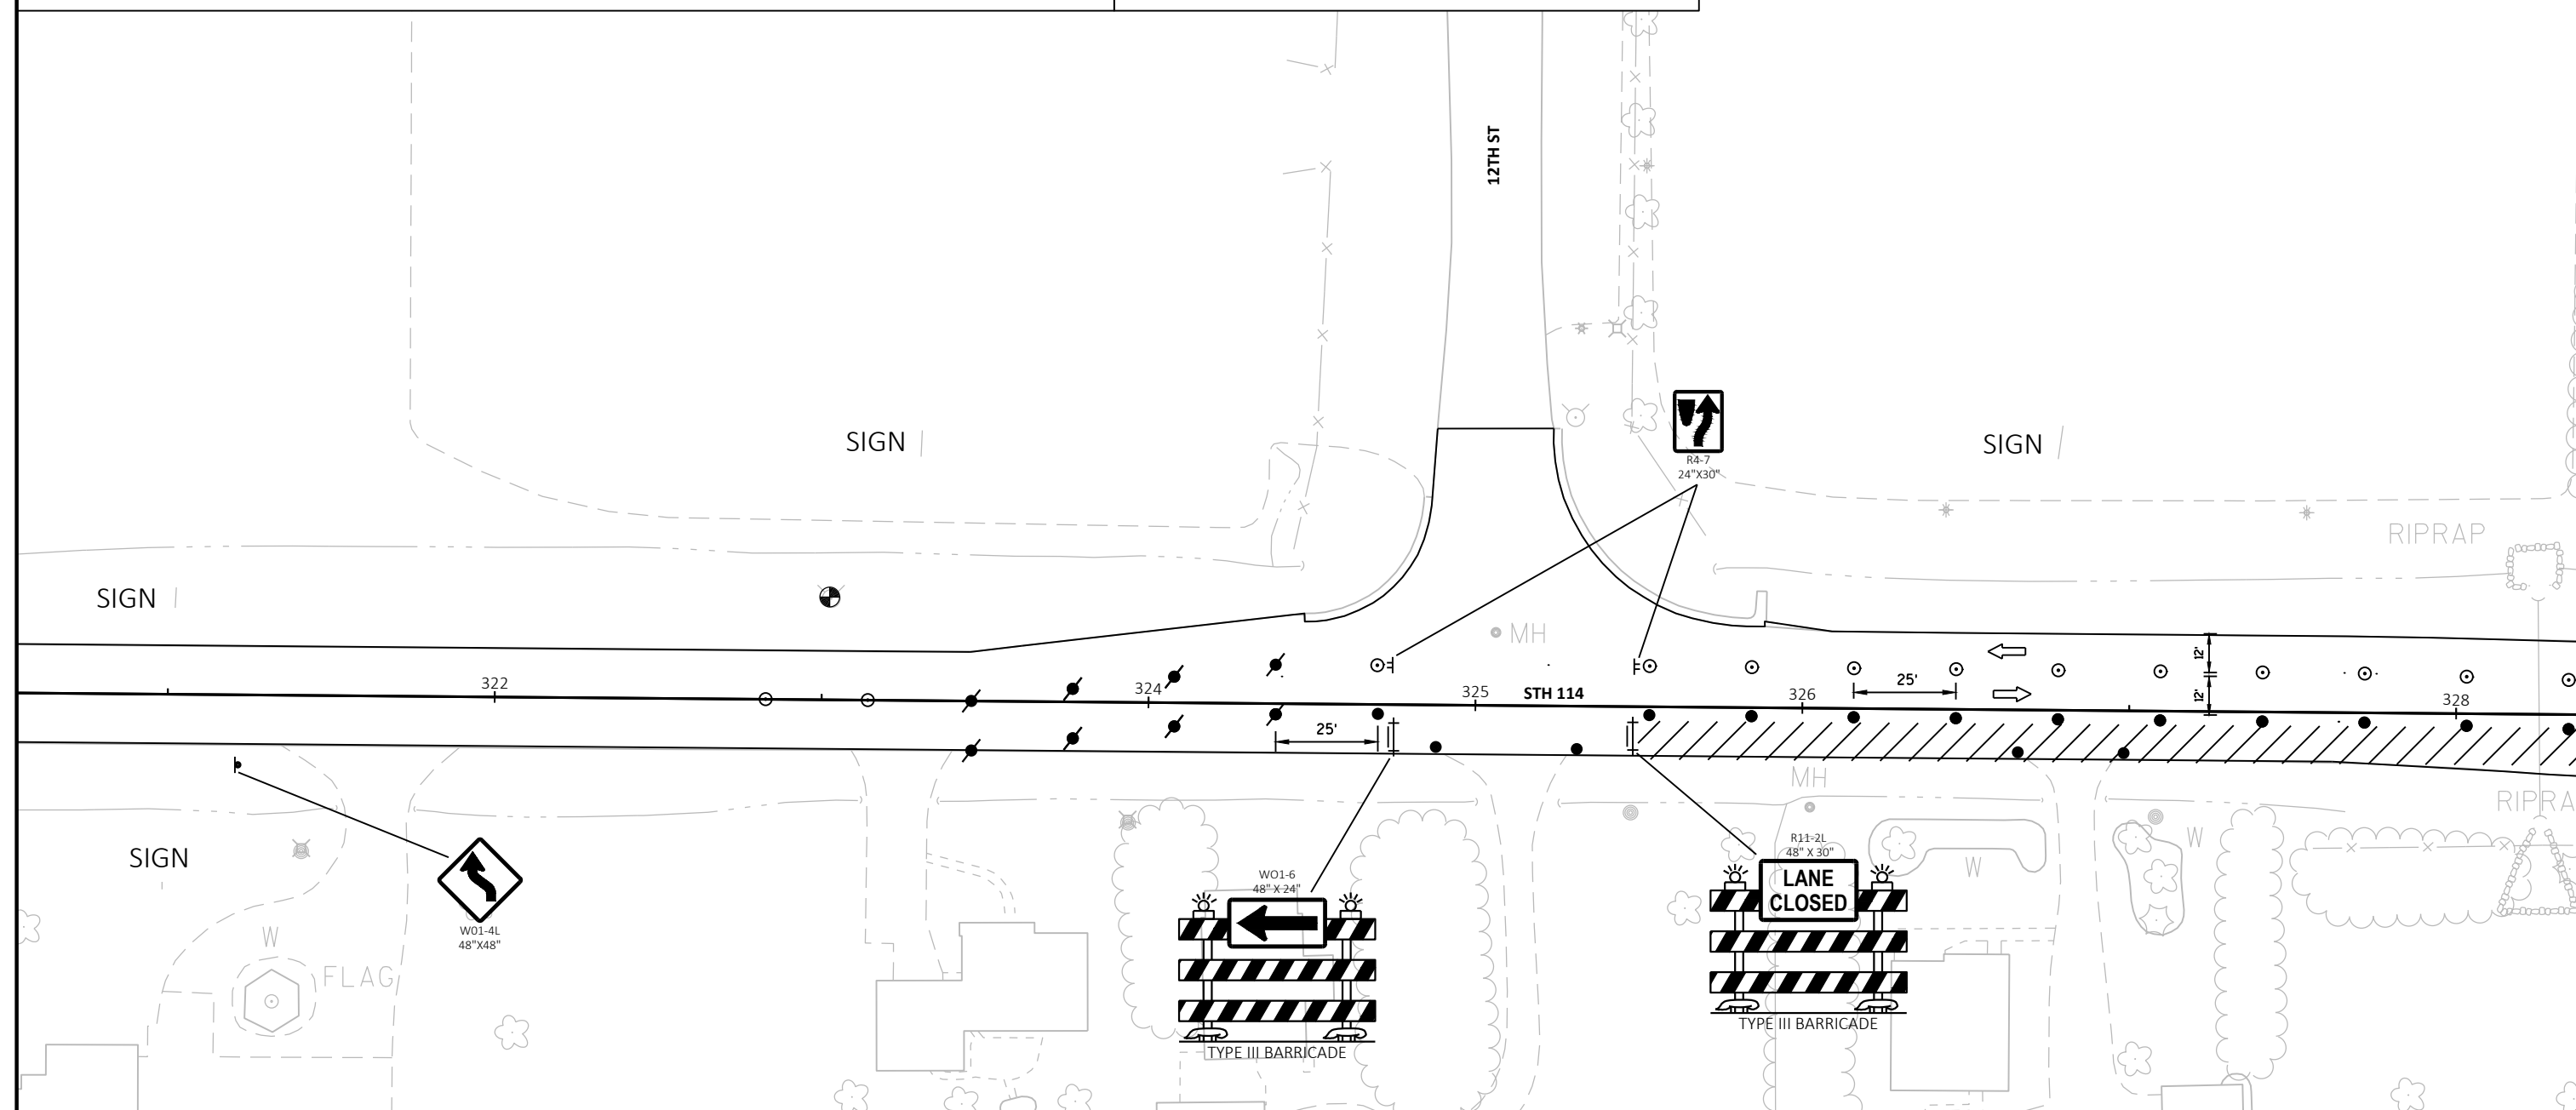 12TH ST
SIGN
SIGN
R4-7
24"X30"
RIPRAP
SIGN
MH
322
324
325
STH 114
326
328
25'
12'
12'
25'
MH
RIPRA
SIGN
W01-4L
48"X48"
W
FLAG
WO1-6
48" X 24"
TYPE III BARRICADE
R11-2L
48" X 30"
LANE
CLOSED
TYPE III BARRICADE
W
W